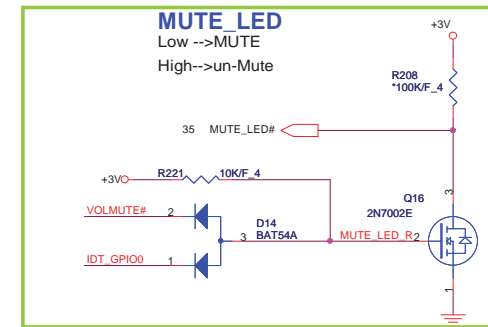 MUTE_LED
Low -->MUTE
High-->un-Mute
+3V
R208
*100K/F_4
35 MUTE_LED#
+3V
R221
10K/F_4
Q16
2N7002E
3
VOLMUTE#
2
D14
3
BAT54A
MUTE_LED_R
2
IDT_GPIO0
1
1